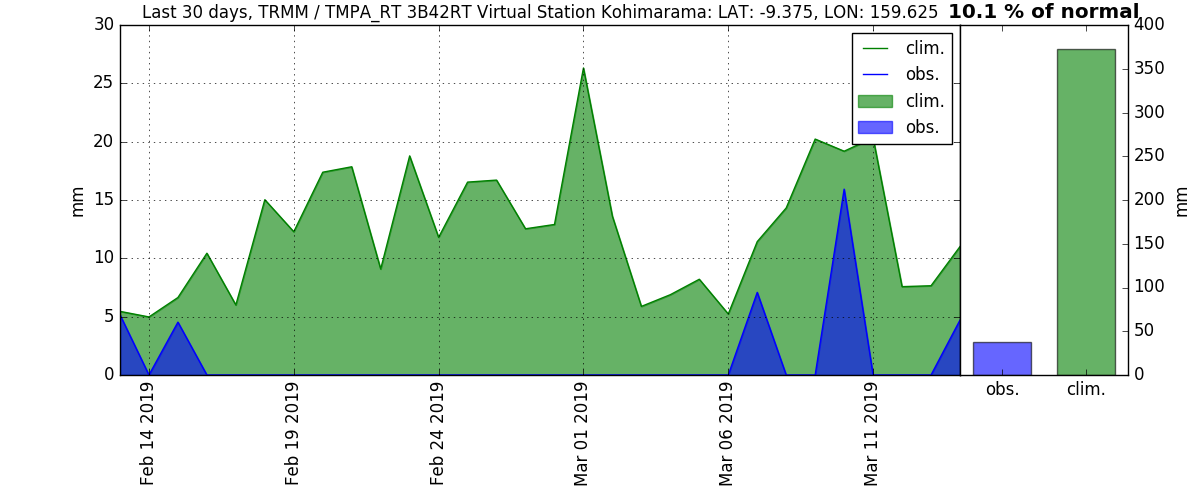 Last 30 days, TRMM / TMPA_RT 3B42RT Virtual Station Kohimarama: LAT: -9.375, LON: 159.625 10.1 % of normal
30
25
20
15
10
5
0
mm
clim.
obs.
clim.
obs.
Feb 14 2019
Feb 19 2019
Feb 24 2019
Mar 01 2019
Mar 06 2019
Mar 11 2019
obs. clim.
400
350
300
250
200
150
100
50
0
mm